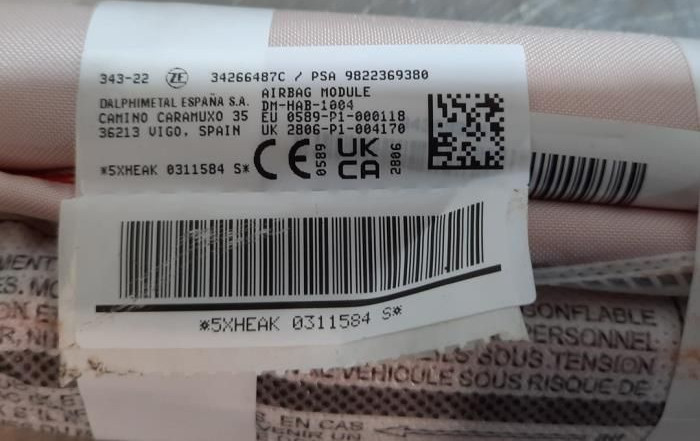 343-22 ZF 34266487C / PSA 9822369380
AIRBAG MODULE
DALPHIMETAL ESPAÑA S.A. DM-HAB-1004
CAMINO CARAMUXO 35 EU 0589-P1-000118
36213 VIGO, SPAIN UK 2806-P1-004170
*5XHEAK 0311584 S* CE 0589 UK CA 2806
*5XHEAK 0311584 S*
GONFLABLE
PERSONNEL
SOUS TENSION
VÉHICULE SOUS RISQUE DE
EN CAS
UN